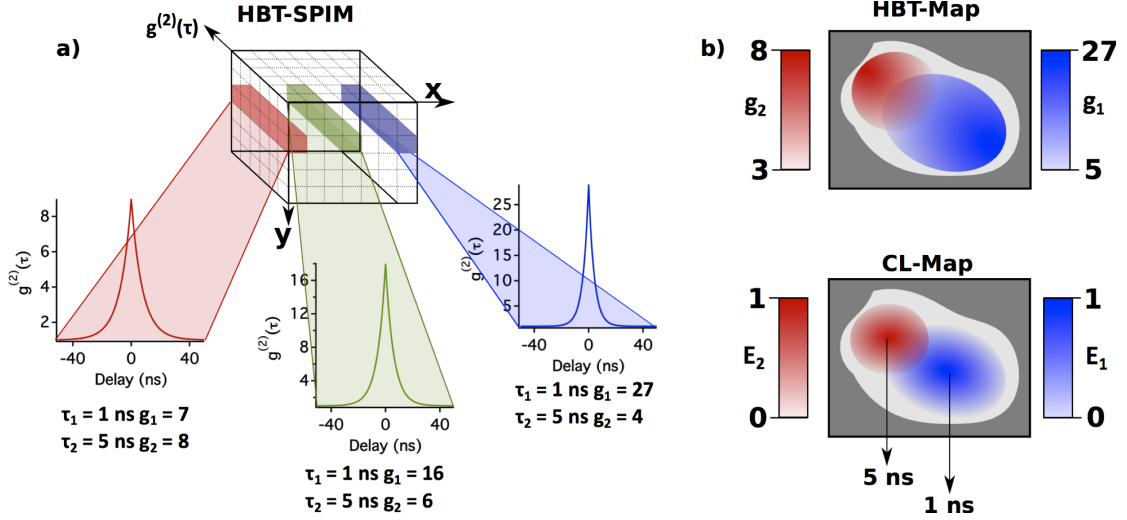 HBT-SPIM
a)
g(2)(τ)
x
y
g(2)(τ)
8
6
4
2
-40 0 40
Delay (ns)
τ1 = 1 ns g1 = 7
τ2 = 5 ns g2 = 8
g(2)(τ)
16
12
8
4
-40 0 40
Delay (ns)
τ1 = 1 ns g1 = 16
τ2 = 5 ns g2 = 6
g(2)(τ)
25
20
15
10
5
-40 0 40
Delay (ns)
τ1 = 1 ns g1 = 27
τ2 = 5 ns g2 = 4
HBT-Map
b)
8
g2
3
27
g1
5
CL-Map
1
E2
0
1
E1
0
5 ns
1 ns